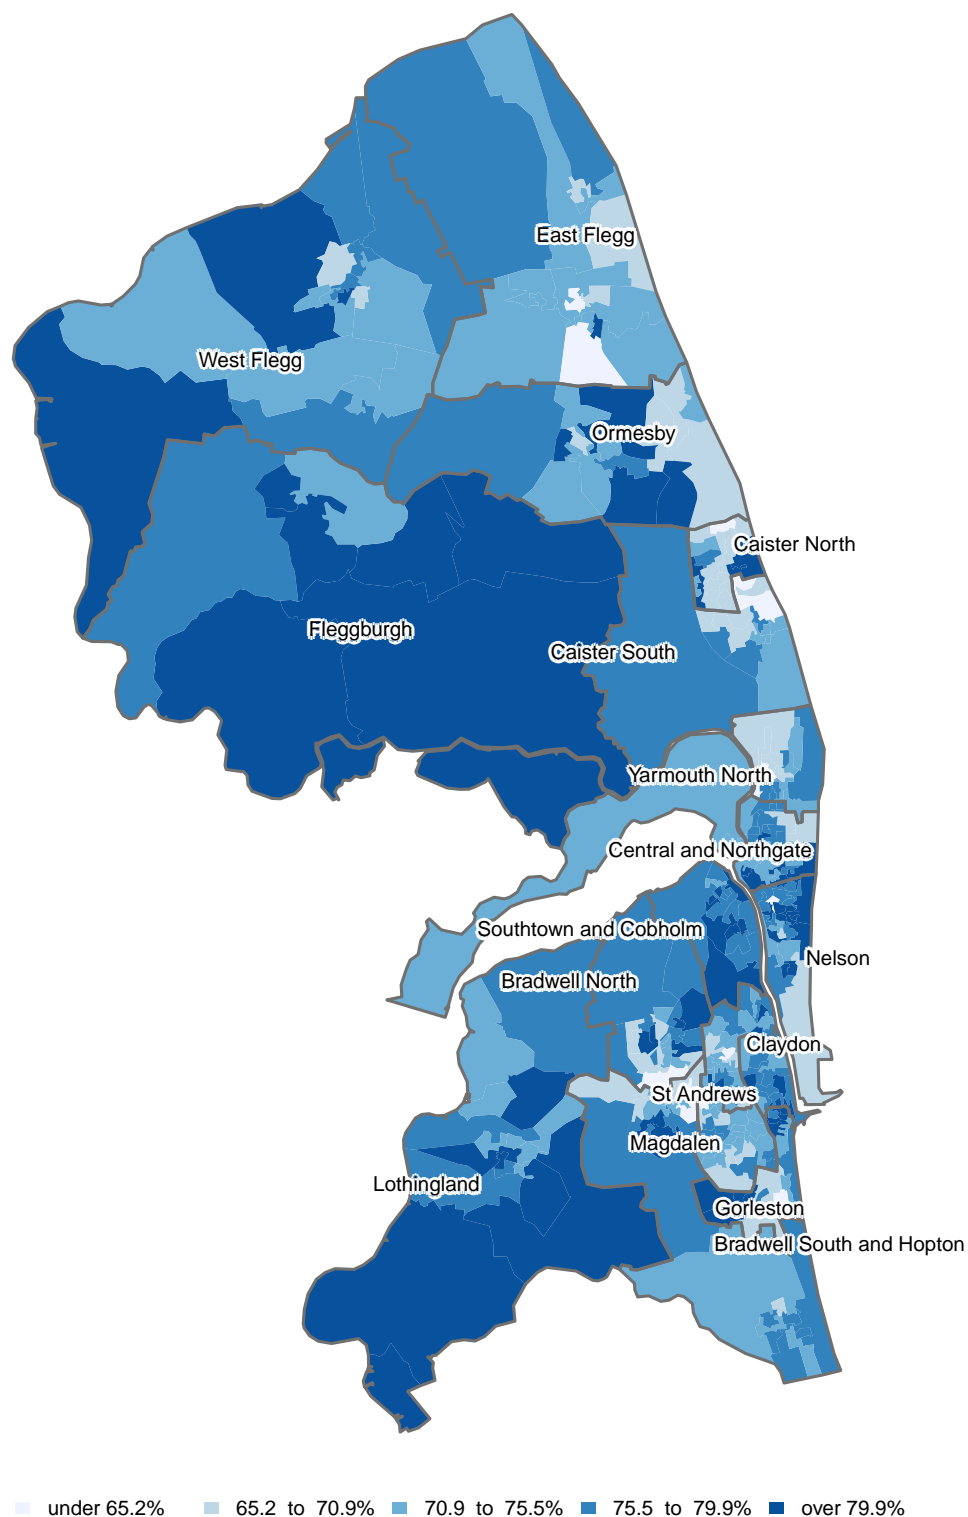 East Flegg
West Flegg
Ormesby
Caister North
Fleggburgh
Caister South
Yarmouth North
Central and Northgate
Southtown and Cobholm
Nelson
Bradwell North
Claydon
St Andrews
Magdalen
Lothingland
Gorleston
Bradwell South and Hopton
under 65.2% 65.2 to 70.9% 70.9 to 75.5% 75.5 to 79.9% over 79.9%